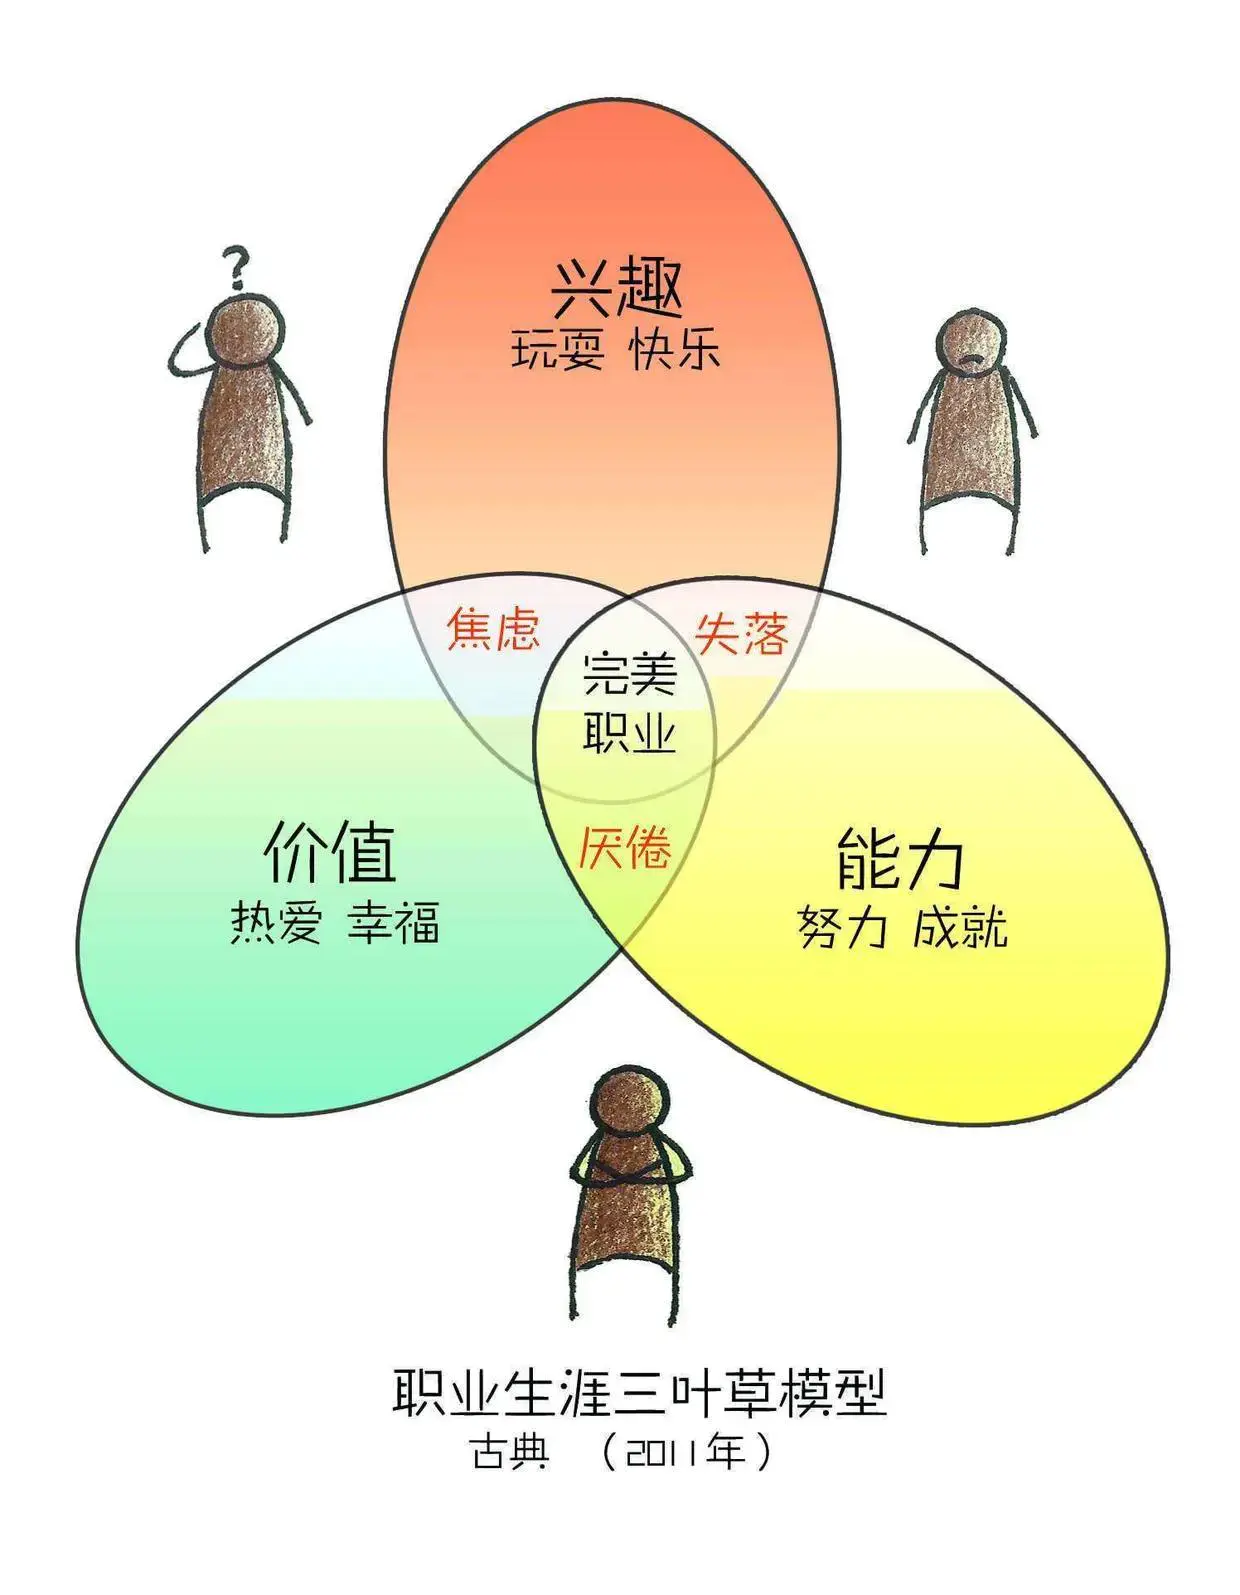 ?
兴趣
玩耍 快乐
焦虑
失落
完美
职业
厌倦
价值
热爱 幸福
能力
努力 成就
职业生涯三叶草模型
古典 （2011年）